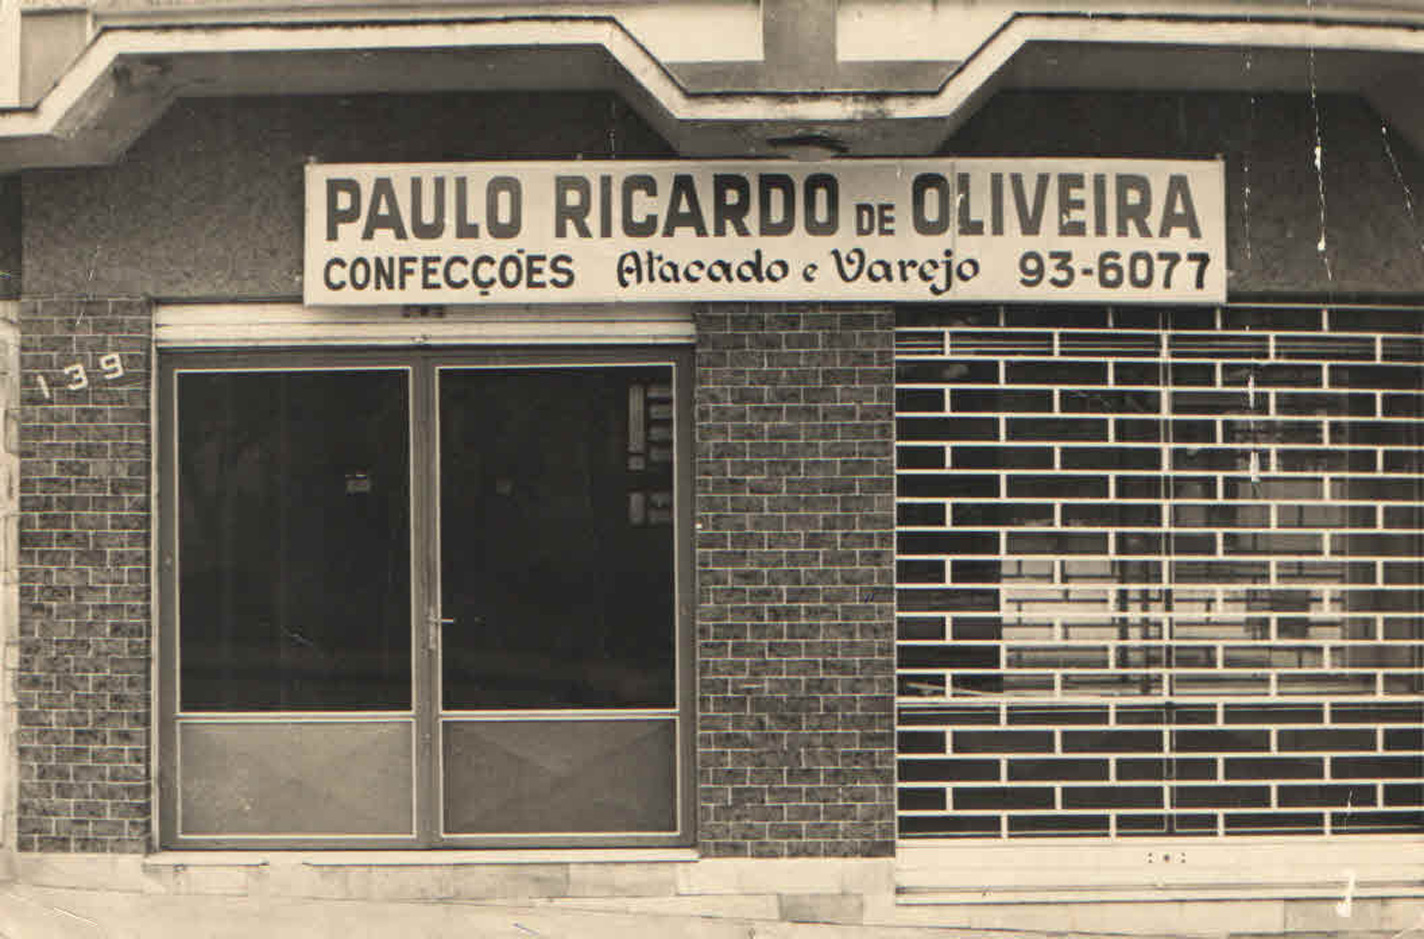 PAULO RICARDO DE OLIVEIRA
CONFECÇÕES Atacado e Varejo 93-6077
139